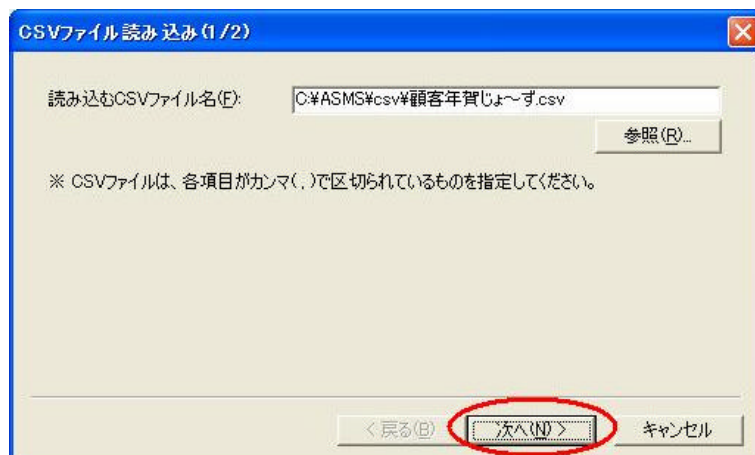 CSVファイル読み込み(1/2)
読み込むCSVファイル名(F): C:¥ASMS¥csv¥顧客年賀じょ～ず.csv
参照(R)...
※ CSVファイルは、各項目がカンマ(,)で区切られているものを指定してください。
< 戻る(B) 次へ(N) > キャンセル